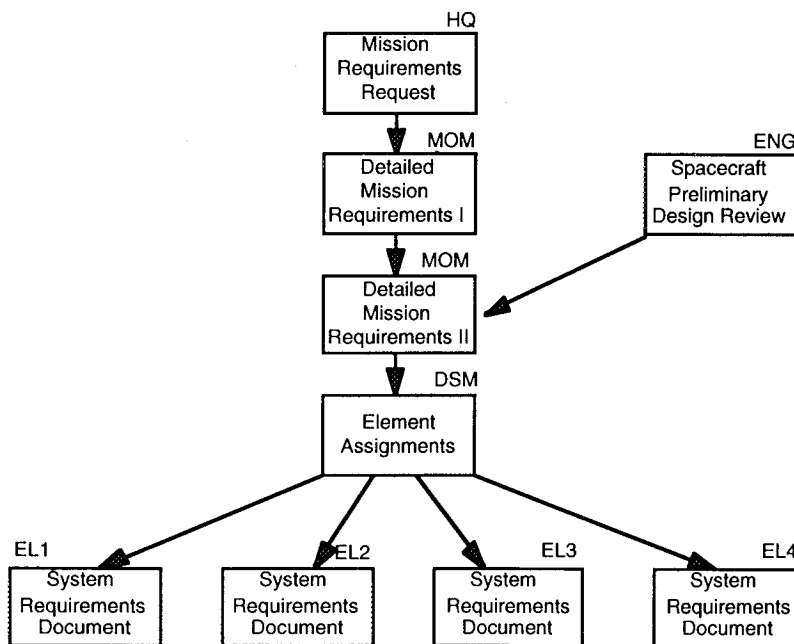 HQ
Mission
Requirements
Request
MOM
Detailed
Mission
Requirements I
ENG
Spacecraft
Preliminary
Design Review
MOM
Detailed
Mission
Requirements II
DSM
Element
Assignments
EL1
System
Requirements
Document
EL2
System
Requirements
Document
EL3
System
Requirements
Document
EL4
System
Requirements
Document